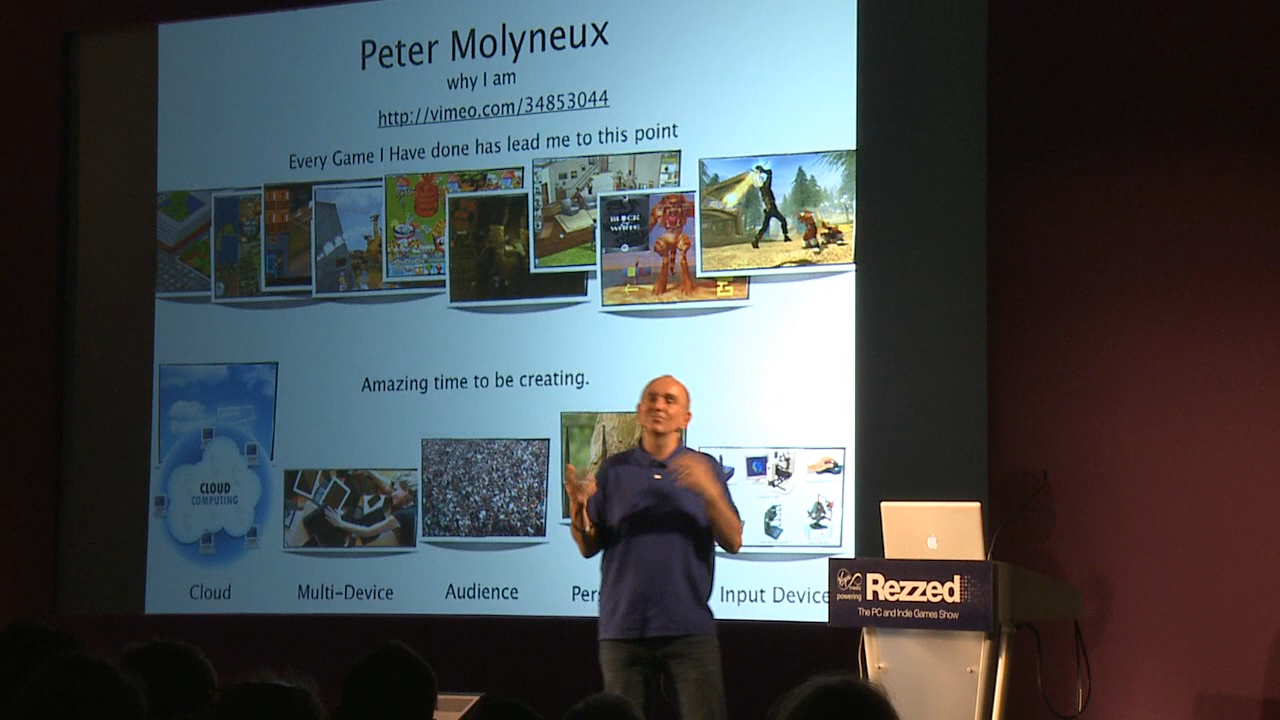 Peter Molyneux
why I am
http://vimeo.com/34853044
Every Game I Have done has lead me to this point
BLACK
WHITE
Amazing time to be creating.
CLOUD
COMPUTING
Cloud
Multi-Device
Audience
Pers
Input Device
powering
Rezzed
The PC and Indie Games Show